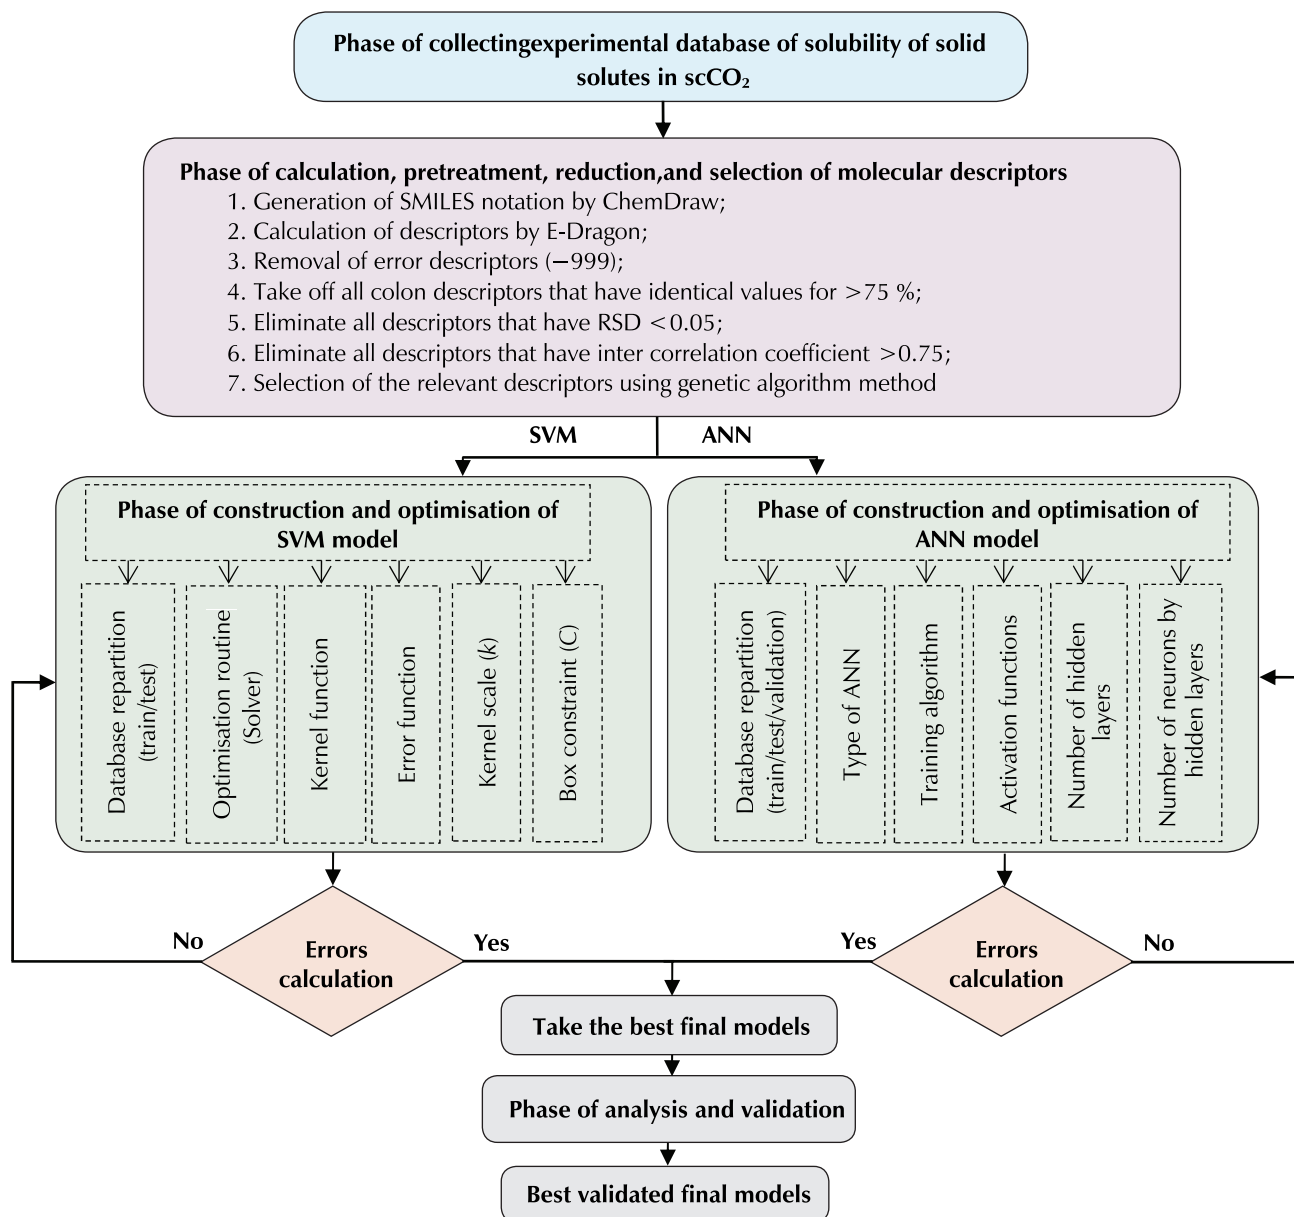 Phase of collectingexperimental database of solubility of solid
solutes in scCO₂
Phase of calculation, pretreatment, reduction,and selection of molecular descriptors
1. Generation of SMILES notation by ChemDraw;
2. Calculation of descriptors by E-Dragon;
3. Removal of error descriptors (−999);
4. Take off all colon descriptors that have identical values for >75 %;
5. Eliminate all descriptors that have RSD <0.05;
6. Eliminate all descriptors that have inter correlation coefficient >0.75;
7. Selection of the relevant descriptors using genetic algorithm method
SVM
ANN
Phase of construction and optimisation of
SVM model
Database repartition
(train/test)
Optimisation routine
(Solver)
Kernel function
Error function
Kernel scale (k)
Box constraint (C)
Phase of construction and optimisation of
ANN model
Database repartition
(train/test/validation)
Type of ANN
Training algorithm
Activation functions
Number of hidden
layers
Number of neurons by
hidden layers
No
Errors
calculation
Yes
Yes
Errors
calculation
No
Take the best final models
Phase of analysis and validation
Best validated final models